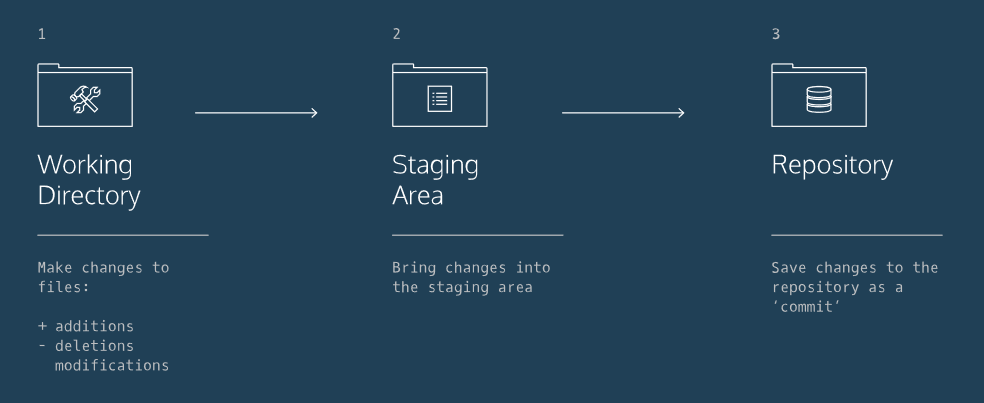 1
Working
Directory
Make changes to
files:
+ additions
- deletions
modifications
2
Staging
Area
Bring changes into
the staging area
3
Repository
Save changes to the
repository as a
‘commit’